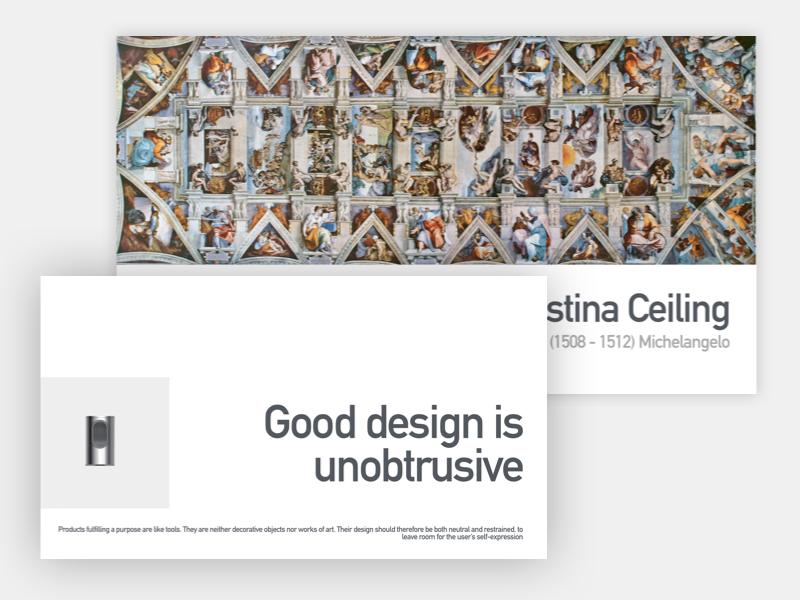 stina Ceiling
(1508 - 1512) Michelangelo
Good design is
unobtrusive
Products fulfilling a purpose are like tools. They are neither decorative objects nor works of art. Their design should therefore be both neutral and restrained, to
leave room for the user's self-expression